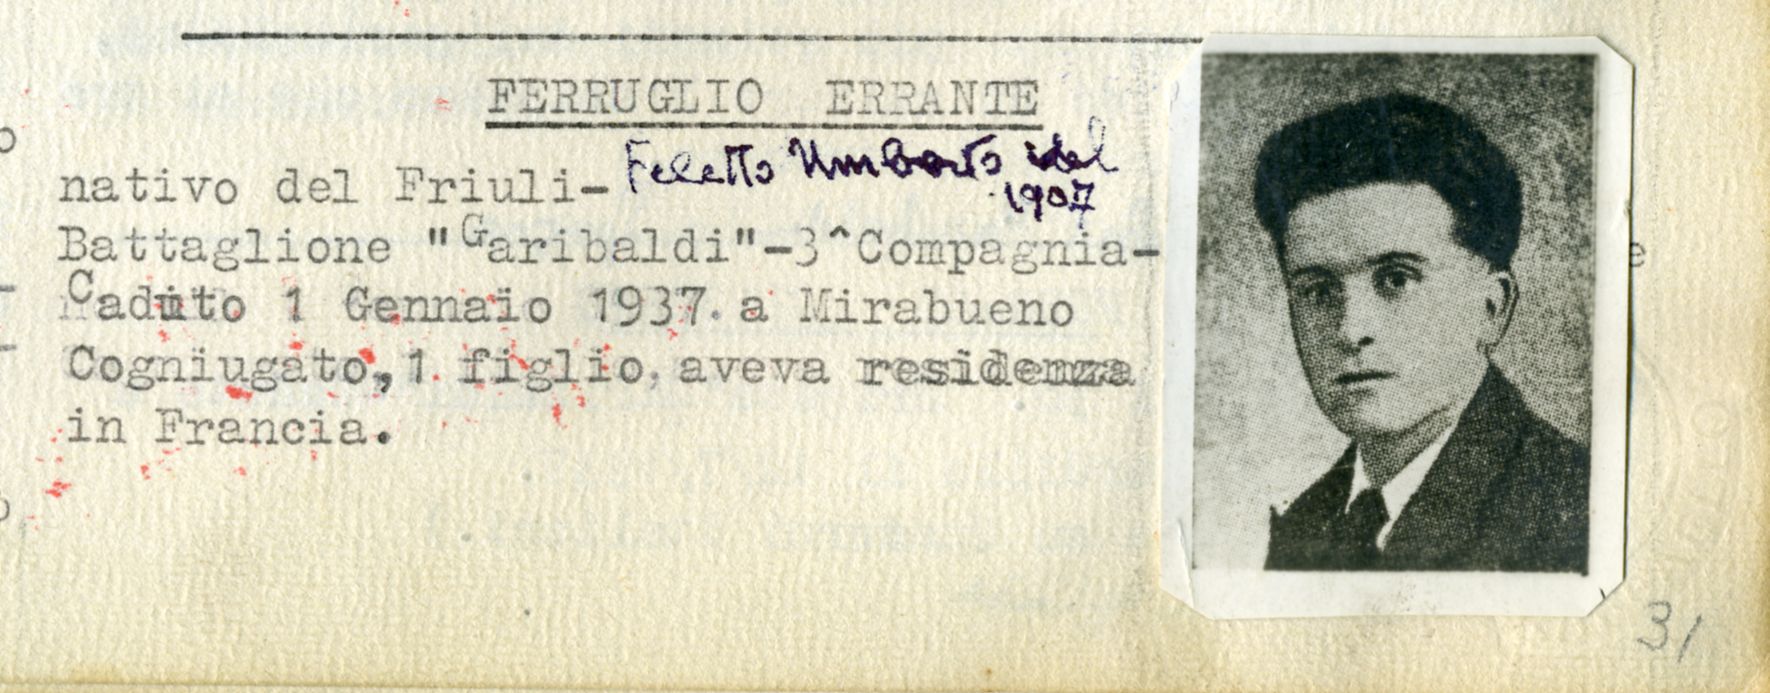 FERRUGLIO ERRANTE
Feletto Umberto del
1907
nativo del Friuli-
Battaglione "Garibaldi"-3^Compagnia-
Caduto 1 Gennaio 1937. a Mirabueno
Cogniugato, 1. figlio, aveva residenza
in Francia.
31